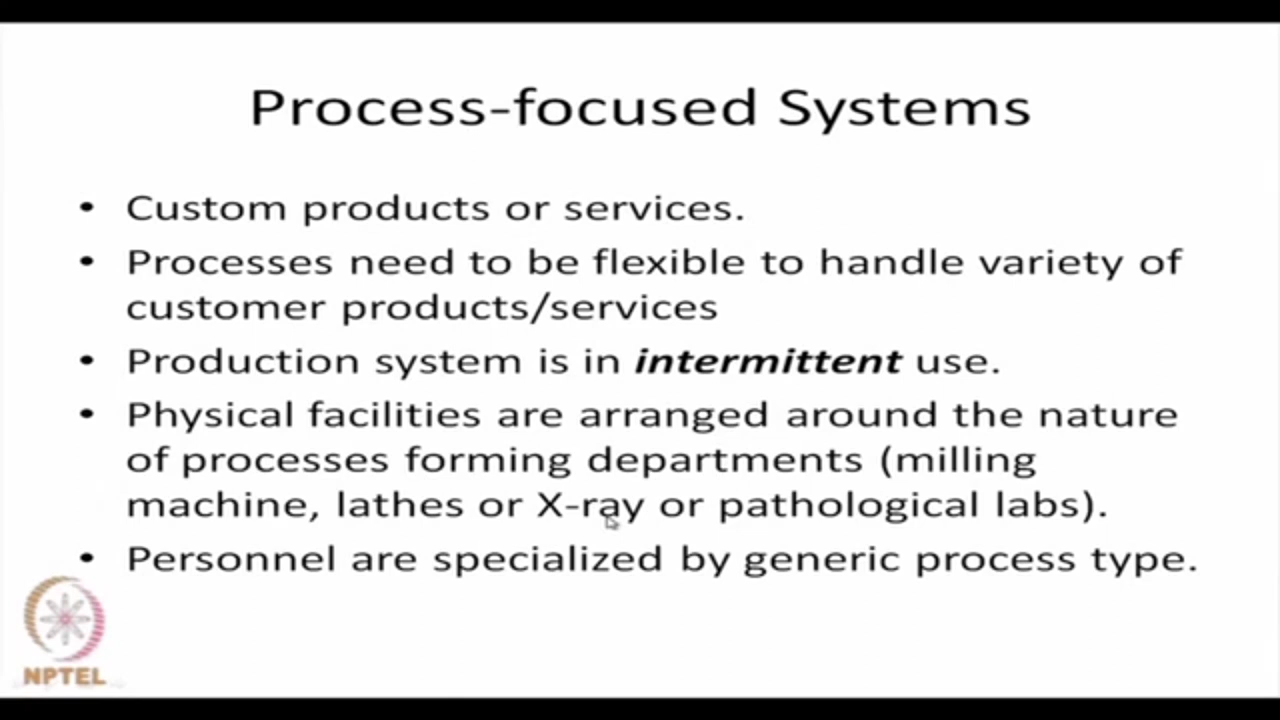 Process-focused Systems
• Custom products or services.
• Processes need to be flexible to handle variety of
customer products/services
• Production system is in intermittent use.
• Physical facilities are arranged around the nature
of processes forming departments (milling
machine, lathes or X-ray or pathological labs).
• Personnel are specialized by generic process type.
NPTEL